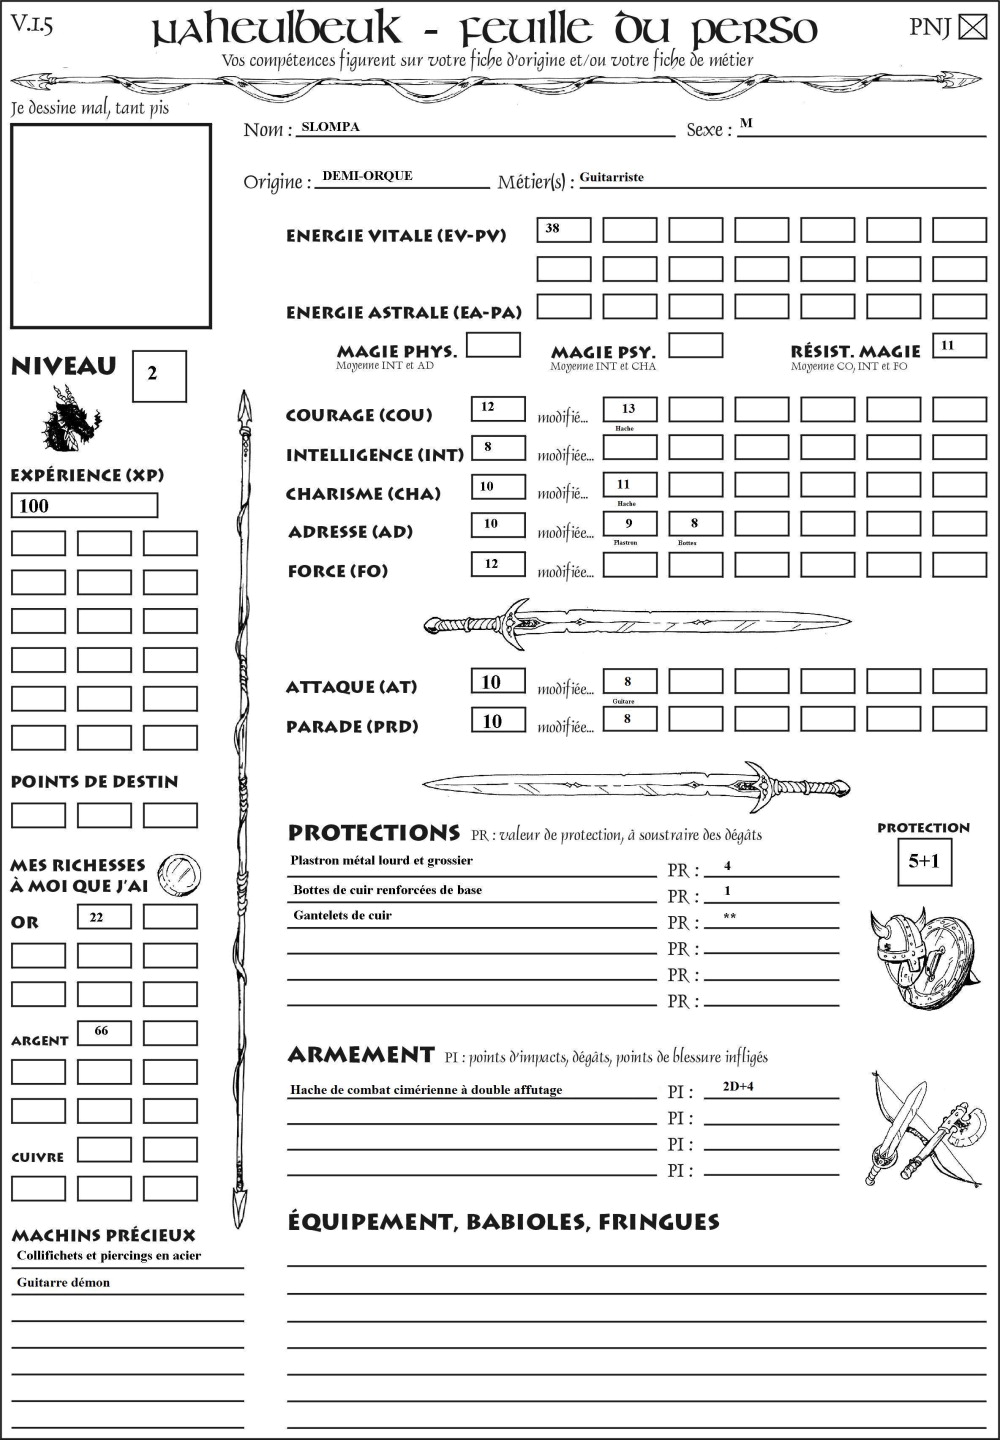 V.1.5
NAHEULBEUK - FEUILLE DU PERSO
PNJ
Vos compétences figurent sur votre fiche d'origine et/ou votre fiche de métier
Je dessine mal, tant pis
Nom : SLOMPA Sexe : M
Origine : DEMI-ORQUE Métier(s) : Guitarriste
ENERGIE VITALE (EV-PV) 38
ENERGIE ASTRALE (EA-PA)
MAGIE PHYS. MAGIE PSY. RÉSIST. MAGIE 11
Moyenne INT et AD Moyenne INT et CHA Moyenne CO, INT et FO
NIVEAU 2
COURAGE (COU) 12 modifié... 13
Hache
INTELLIGENCE (INT) 8 modifiée...
CHARISME (CHA) 10 modifié... 11
Hache
ADRESSE (AD) 10 modifiée... 9 8
Plastron Bottes
FORCE (FO) 12 modifiée...
EXPÉRIENCE (XP)
100
ATTAQUE (AT) 10 modifiée... 8
Guitare
PARADE (PRD) 10 modifiée... 8
POINTS DE DESTIN
PROTECTIONS PR : valeur de protection, à soustraire des dégâts
PROTECTION
5+1
Plastron métal lourd et grossier PR : 4
Bottes de cuir renforcées de base PR : 1
Gantelets de cuir PR : **
PR :
PR :
PR :
MES RICHESSES
À MOI QUE J'AI
OR 22
ARGENT 66
CUIVRE
ARMEMENT PI : points d'impacts, dégâts, points de blessure infligés
Hache de combat cimérienne à double affutage PI : 2D+4
PI :
PI :
PI :
MACHINS PRÉCIEUX
Collifichets et piercings en acier
Guitarre démon
ÉQUIPEMENT, BABIOLES, FRINGUES